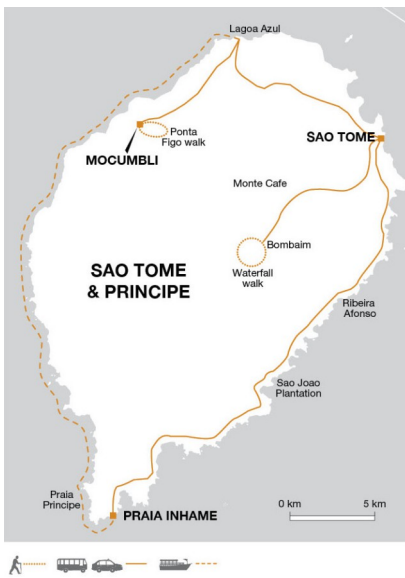 Lagoa Azul
SAO TOME
Ponta
Figo walk
MOCUMBLI
Monte Cafe
Bombaim
Waterfall
walk
SAO TOME
& PRINCIPE
Ribeira
Afonso
Sao Joao
Plantation
Praia
Principe
PRAIA INHAME
0 km
5 km